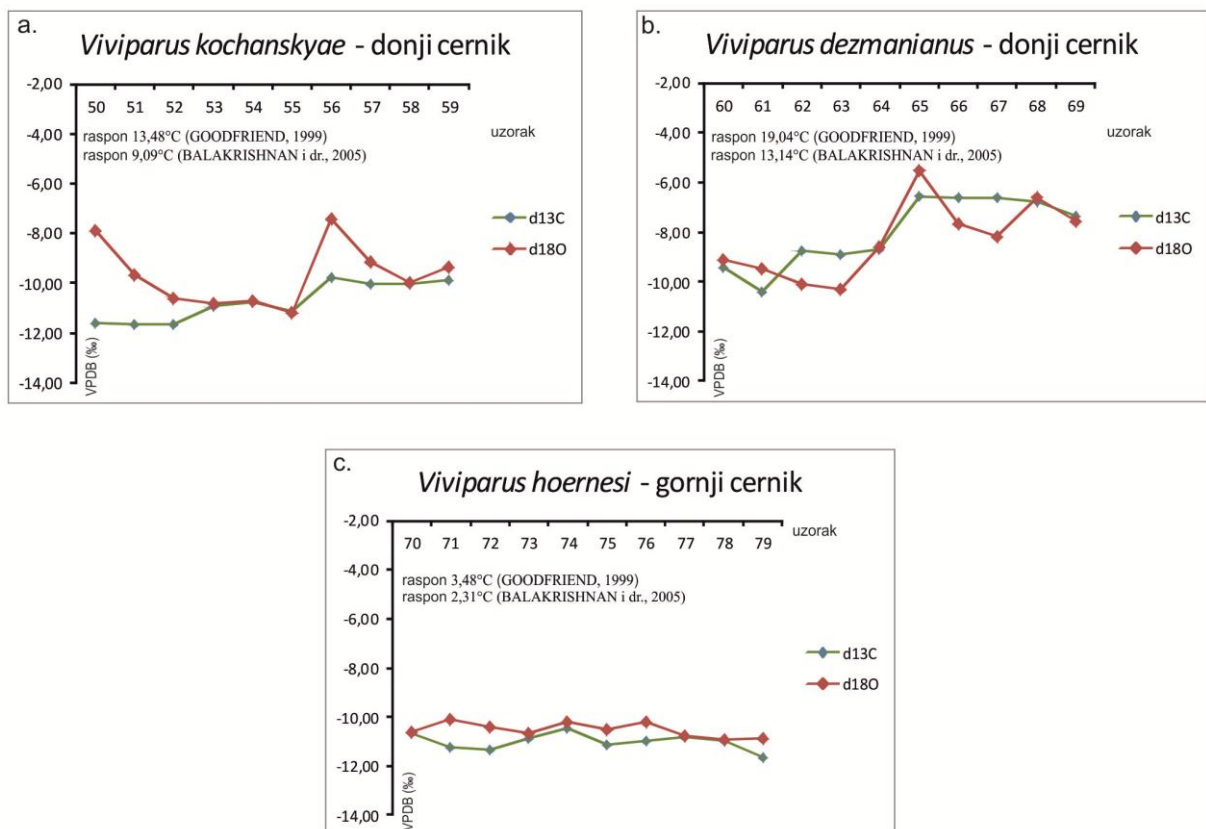 a.
Viviparus kochanskyae - donji cernik
-2,00
50 51 52 53 54 55 56 57 58 59
uzorak
raspon 13,48°C (GOODFRIEND, 1999)
raspon 9,09°C (BALAKRISHNAN i dr., 2005)
-4,00
-6,00
-8,00
-10,00
-12,00
-14,00
VPDB (‰)
d13C
d18O
b.
Viviparus dezmanianus - donji cernik
-2,00
60 61 62 63 64 65 66 67 68 69
uzorak
raspon 19,04°C (GOODFRIEND, 1999)
raspon 13,14°C (BALAKRISHNAN i dr., 2005)
-4,00
-6,00
-8,00
-10,00
-12,00
-14,00
VPDB (‰)
d13C
d18O
c.
Viviparus hoernesi - gornji cernik
-2,00
70 71 72 73 74 75 76 77 78 79
uzorak
raspon 3,48°C (GOODFRIEND, 1999)
raspon 2,31°C (BALAKRISHNAN i dr., 2005)
-4,00
-6,00
-8,00
-10,00
-12,00
-14,00
VPDB (‰)
d13C
d18O